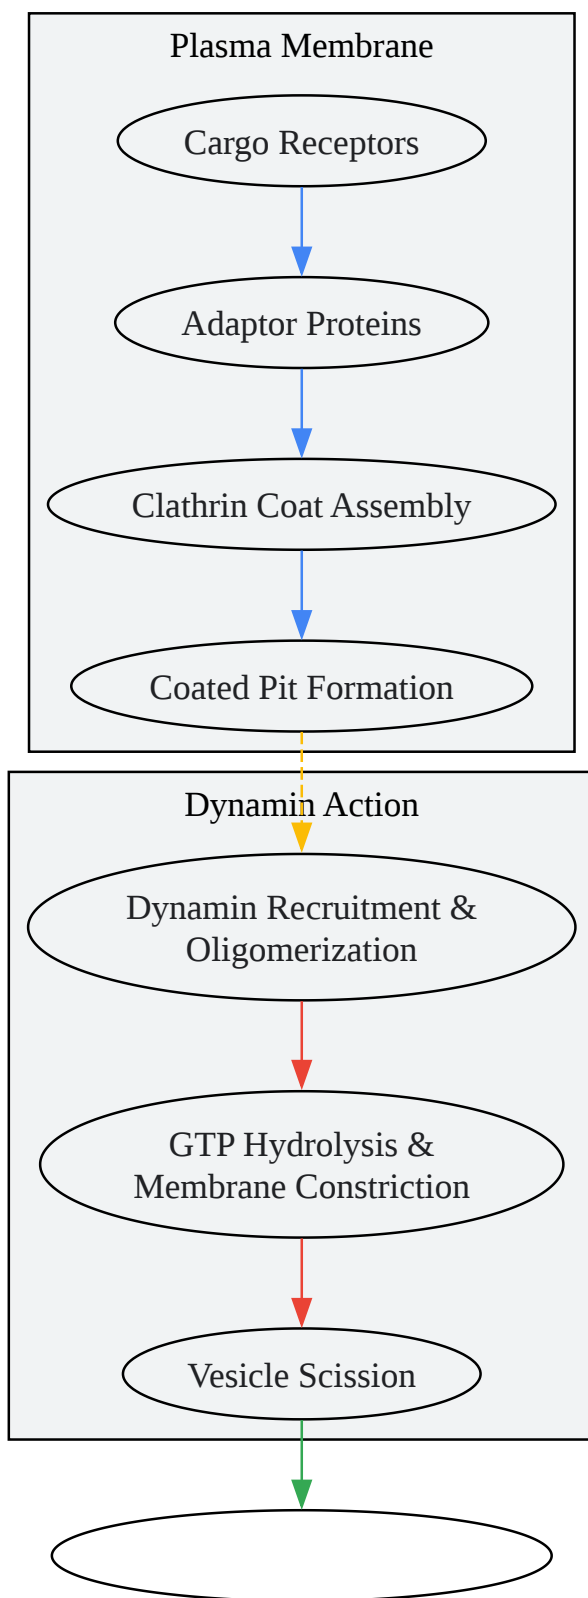 Plasma Membrane
Cargo Receptors
Adaptor Proteins
Clathrin Coat Assembly
Coated Pit Formation
Dynamin Action
Dynamin Recruitment &
Oligomerization
GTP Hydrolysis &
Membrane Constriction
Vesicle Scission